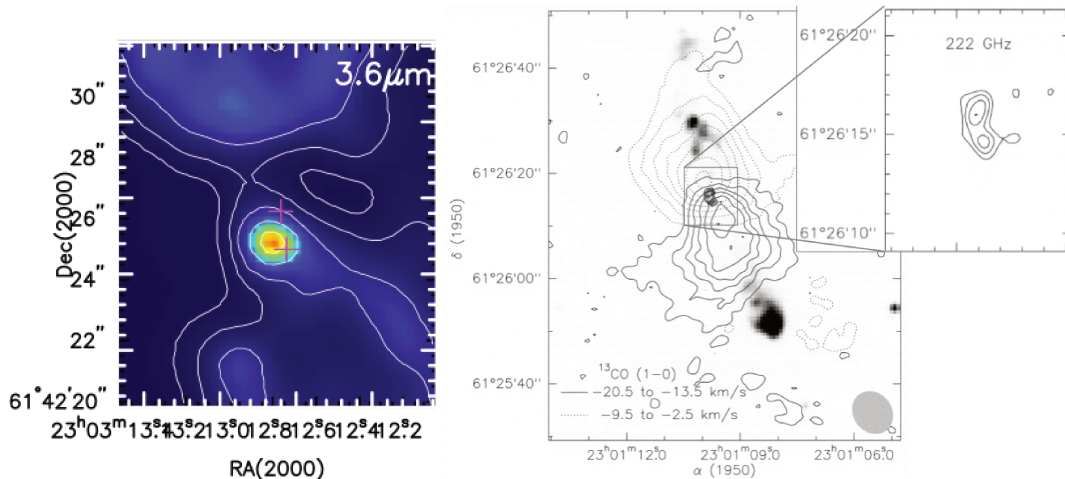 3.6μm
30''
28''
26''
24''
22''
61°42'20''
Dec(2000)
23ʰ03ᵐ13ˢ.4 13ˢ.2 13ˢ.0 12ˢ.8 12ˢ.6 12ˢ.4 12ˢ.2
RA(2000)
61°26'40''
61°26'20''
61°26'00''
61°25'40''
δ (1950)
¹³CO (1−0)
−20.5 to −13.5 km/s
−9.5 to −2.5 km/s
23ʰ01ᵐ12.0ˢ 23ʰ01ᵐ09.0ˢ 23ʰ01ᵐ06.0ˢ
α (1950)
222 GHz
61°26'20''
61°26'15''
61°26'10''